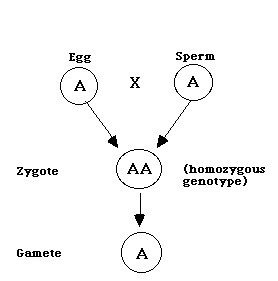 Egg Sperm
A X A
Zygote AA (homozygous
genotype)
Gamete A